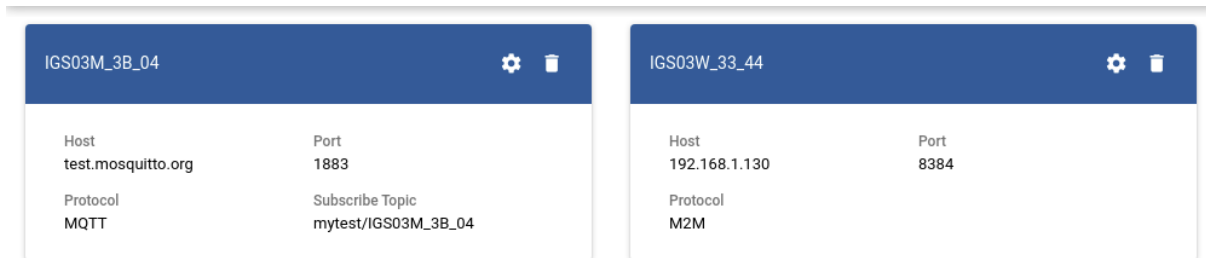 IGS03M_3B_04
Host
Port
test.mosquitto.org
1883
Protocol
Subscribe Topic
MQTT
mytest/IGS03M_3B_04
IGS03W_33_44
Host
Port
192.168.1.130
8384
Protocol
M2M